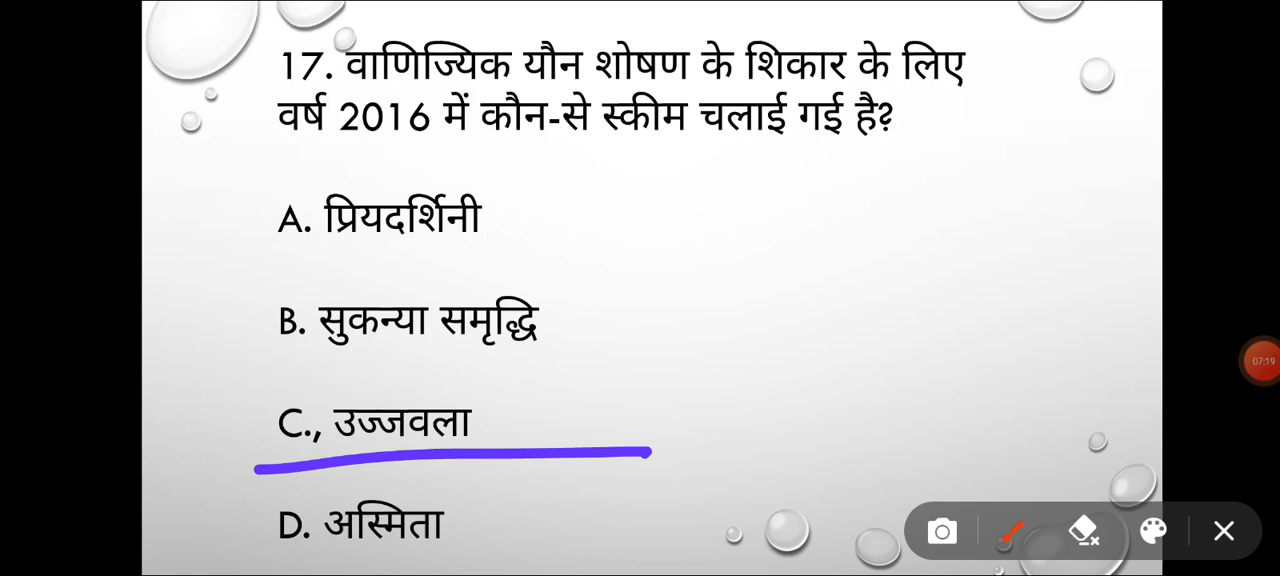 17. वाणिज्यिक यौन शोषण के शिकार के लिए
वर्ष 2016 में कौन-से स्कीम चलाई गई है?
A. प्रियदर्शिनी
B. सुकन्या समृद्धि
C., उज्जवला
D. अस्मिता
07:19